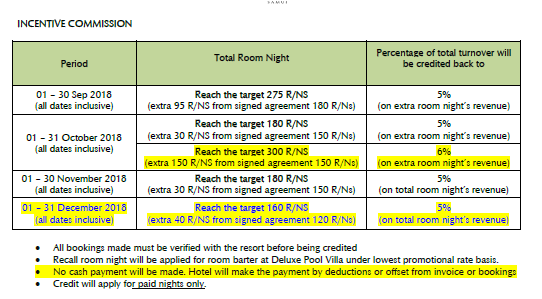 SAMUI
INCENTIVE COMMISSION
Period
Total Room Night
Percentage of total turnover will
be credited back to
01 – 30 Sep 2018
(all dates inclusive)
Reach the target 275 R/NS
(extra 95 R/NS from signed agreement 180 R/Ns)
5%
(on extra room night's revenue)
01 – 31 October 2018
(all dates inclusive)
Reach the target 180 R/NS
(extra 30 R/NS from signed agreement 150 R/Ns)
5%
(on extra room night's revenue)
Reach the target 300 R/NS
(extra 150 R/NS from signed agreement 150 R/Ns)
6%
(on extra room night's revenue)
01 – 30 November 2018
(all dates inclusive)
Reach the target 180 R/NS
(extra 30 R/NS from signed agreement 150 R/Ns)
5%
(on total room night's revenue)
01 – 31 December 2018
(all dates inclusive)
Reach the target 160 R/NS
(extra 40 R/NS from signed agreement 120 R/Ns)
5%
(on total room night's revenue)
• All bookings made must be verified with the resort before being credited
• Recall room night will be applied for room barter at Deluxe Pool Villa under lowest promotional rate basis.
• No cash payment will be made. Hotel will make the payment by deductions or offset from invoice or bookings
• Credit will apply for paid nights only.